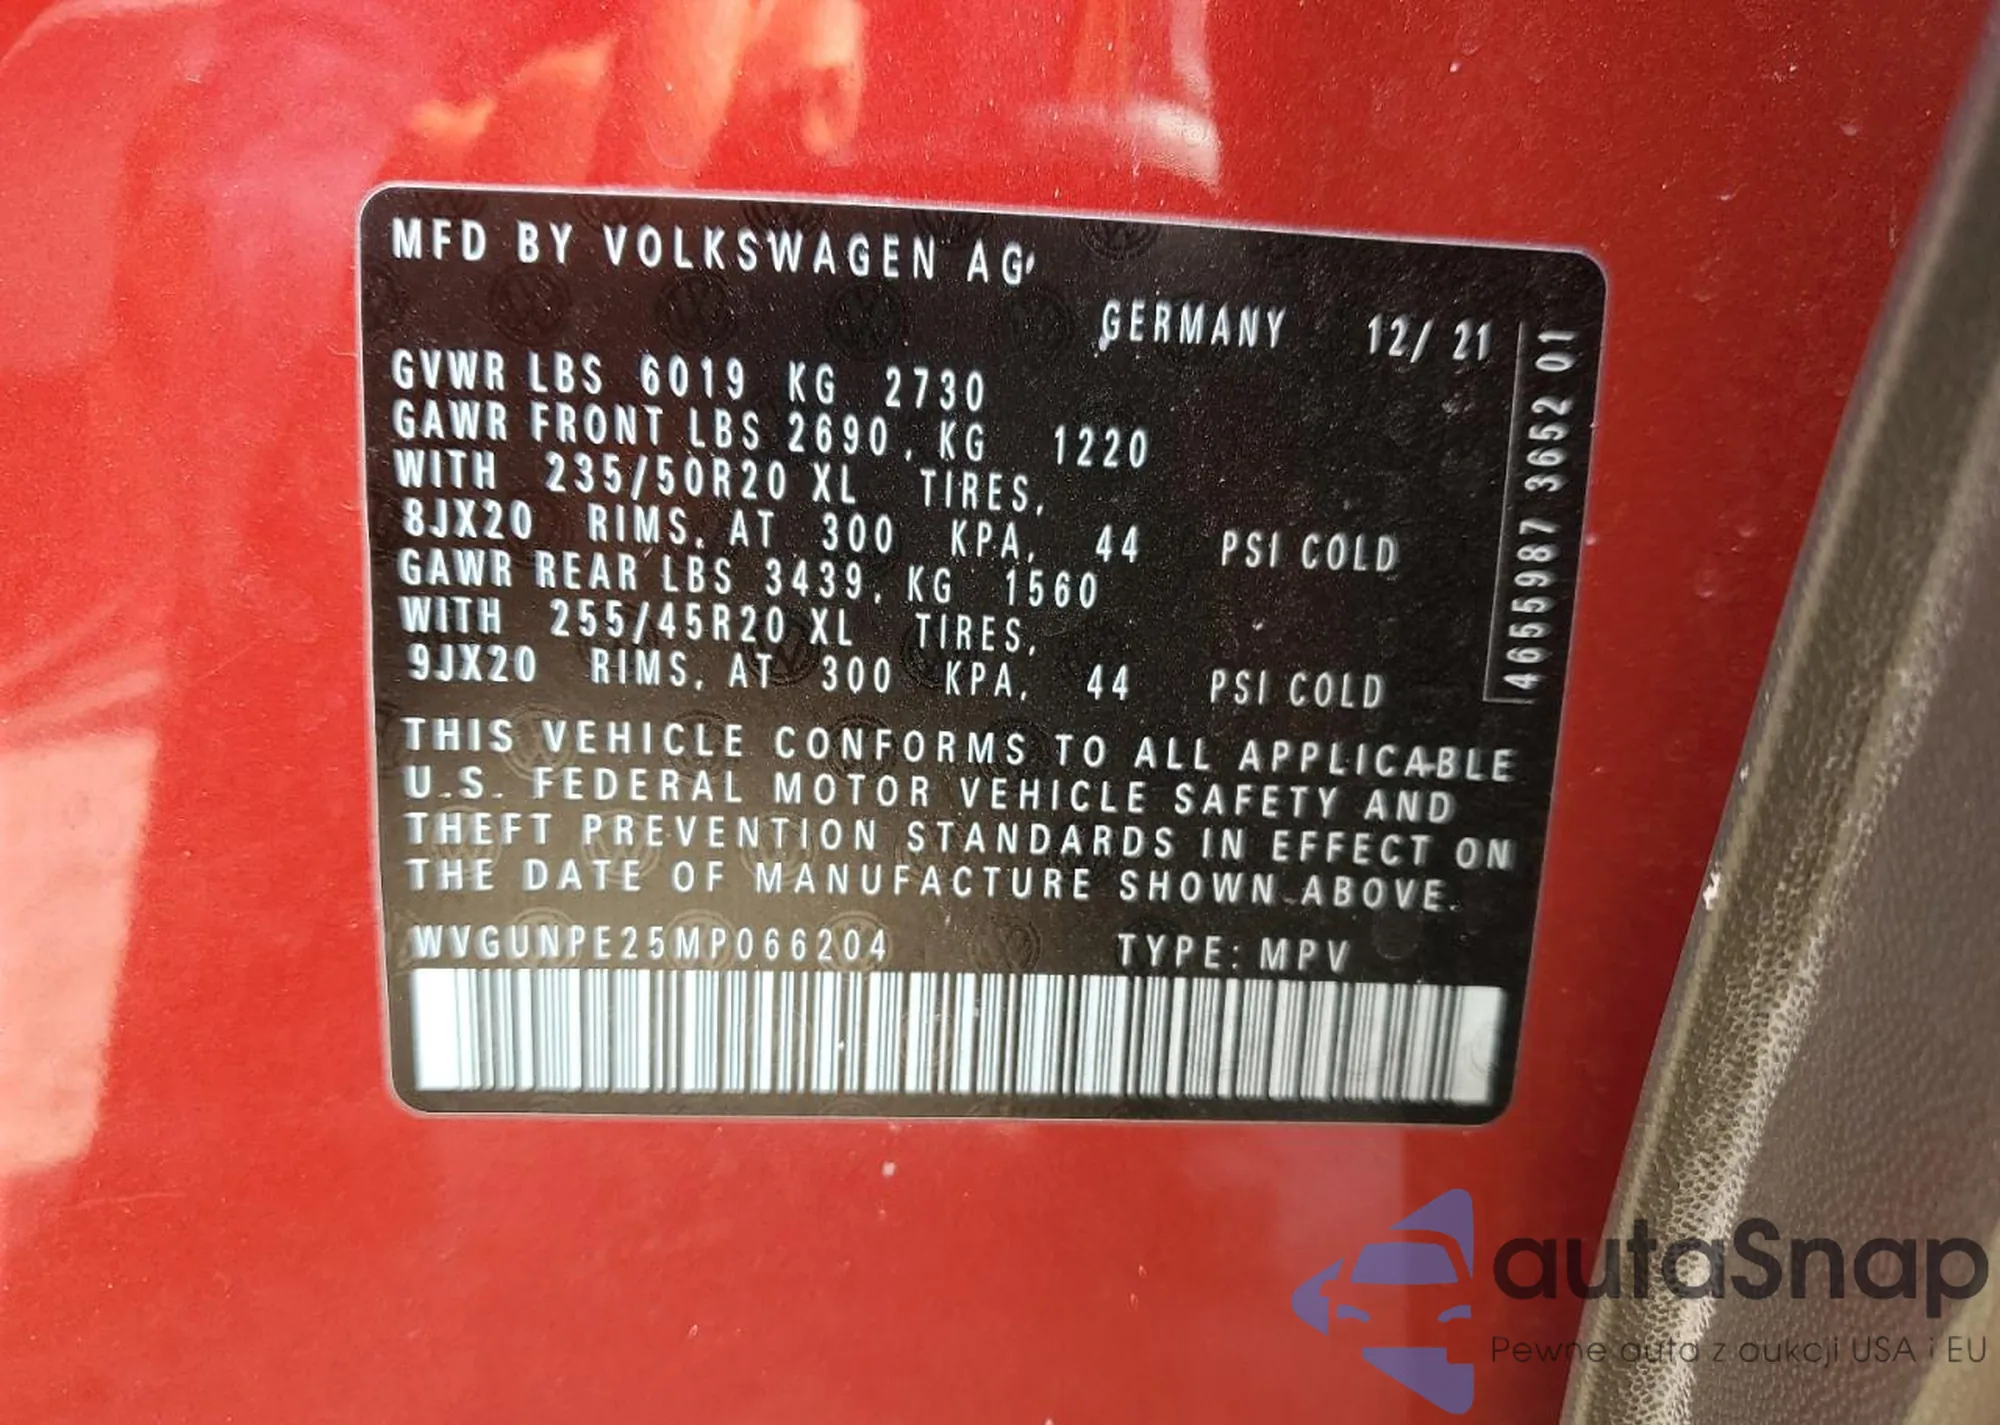 MFD BY VOLKSWAGEN AG
GERMANY 12/ 21
GVWR LBS 6019 KG 2730
GAWR FRONT LBS 2690, KG 1220
WITH 235/50R20 XL TIRES,
8JX20 RIMS, AT 300 KPA, 44 PSI COLD
GAWR REAR LBS 3439, KG 1560
WITH 255/45R20 XL TIRES,
9JX20 RIMS, AT 300 KPA, 44 PSI COLD
4655987 3652 01
THIS VEHICLE CONFORMS TO ALL APPLICABLE
U.S. FEDERAL MOTOR VEHICLE SAFETY AND
THEFT PREVENTION STANDARDS IN EFFECT ON
THE DATE OF MANUFACTURE SHOWN ABOVE.
WVGUNPE25MP066204 TYPE: MPV
autaSnap
Pewne auta z aukcji USA i EU